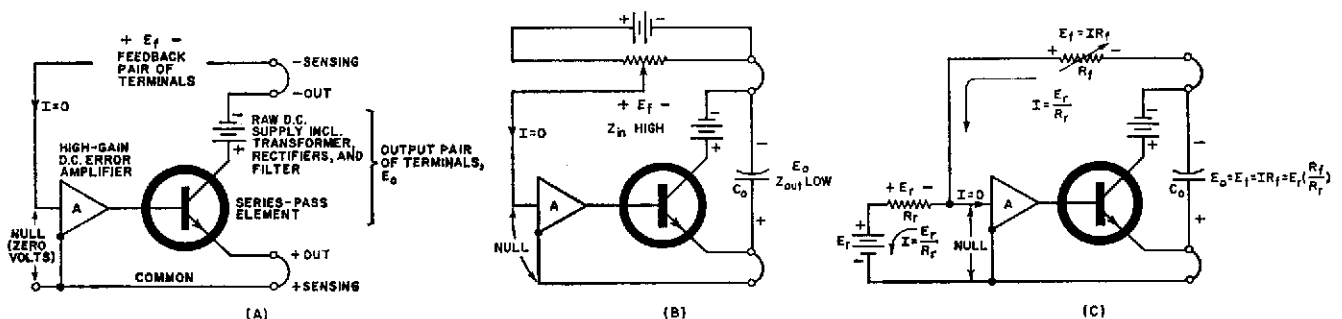 + Ef -
FEEDBACK
PAIR OF
TERMINALS
-SENSING
-OUT
I=0
-
+
RAW D.C.
SUPPLY INCL.
TRANSFORMER,
RECTIFIERS, AND
FILTER
OUTPUT PAIR
OF TERMINALS,
Eo
HIGH-GAIN
D.C. ERROR
AMPLIFIER
A
SERIES-PASS
ELEMENT
NULL
(ZERO
VOLTS)
COMMON
+ OUT
+SENSING
(A)
+ -
+ Ef -
Zin HIGH
I=0
-
+
-
Eo
Zout LOW
Co
+
A
NULL
(B)
Ef = IRf
+ -
Rf
I = Er/Rr
-
+
-
Co
Eo=Ef=IRf=Er(Rf/Rr)
+
+ Er -
Rr
I=0
A
+
Er
-
I = Er/Rr
NULL
(C)